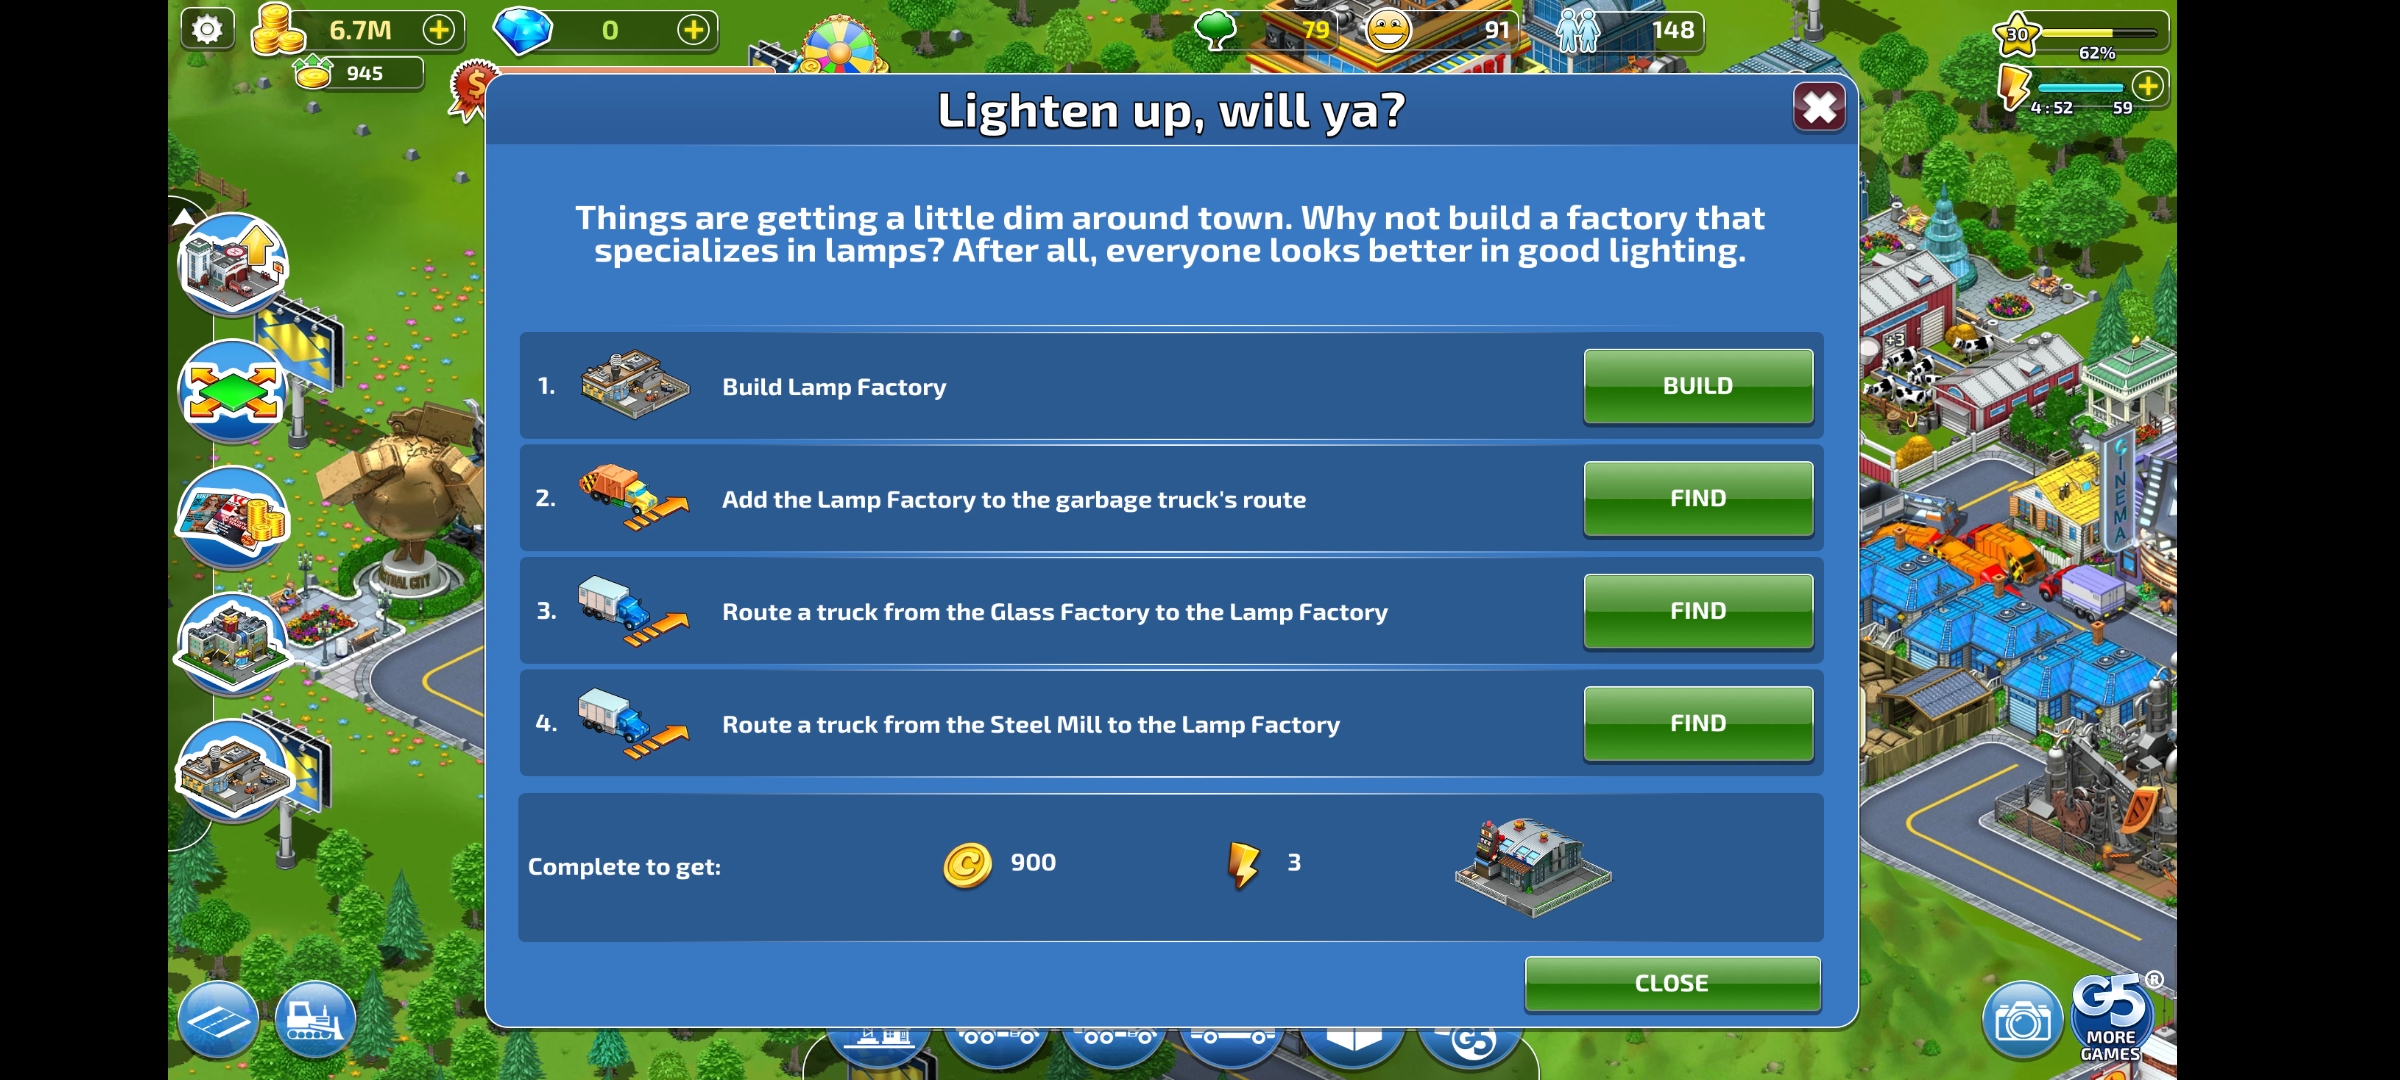 6.7M
0
79
91
148
30
62%
945
4:52
59
$
Lighten up, will ya?
Things are getting a little dim around town. Why not build a factory that
specializes in lamps? After all, everyone looks better in good lighting.
1.
Build Lamp Factory
BUILD
2.
Add the Lamp Factory to the garbage truck's route
FIND
3.
Route a truck from the Glass Factory to the Lamp Factory
FIND
4.
Route a truck from the Steel Mill to the Lamp Factory
FIND
Complete to get:
C
900
3
CLOSE
+3
CINEMA
G5
G5®
MORE
GAMES